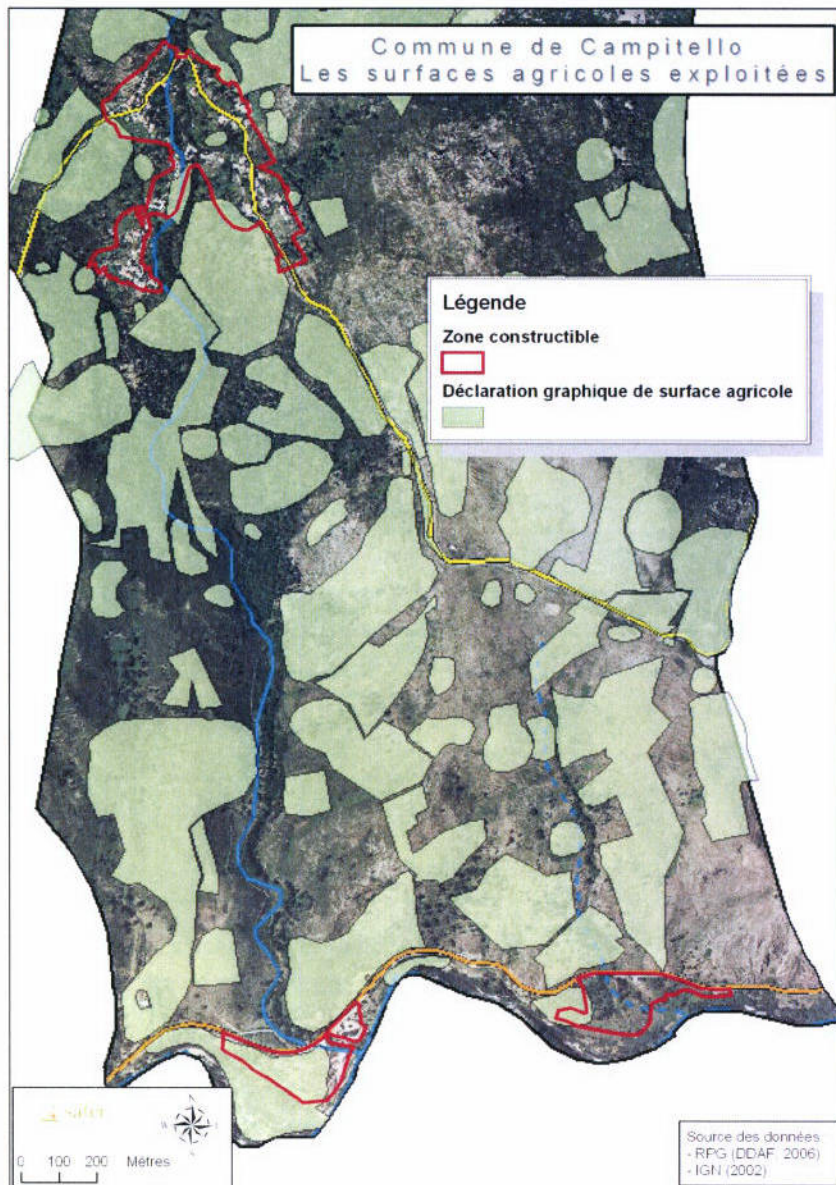 Commune de Campitello
Les surfaces agricoles exploitées
Légende
Zone constructible
Déclaration graphique de surface agricole
safer
N
0 100 200 Mètres
Source des données
- RPG (DDAF, 2006)
- IGN (2002)